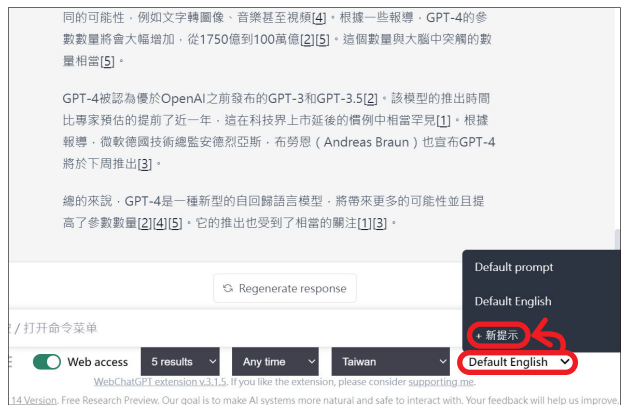 同的可能性，例如文字轉圖像、音樂甚至視頻[4]。根據一些報導，GPT-4的參
數數量將會大幅增加，從1750億到100萬億[2][5]。這個數量與大腦中突觸的數
量相當[5]。
GPT-4被認為優於OpenAI之前發布的GPT-3和GPT-3.5[2]。該模型的推出時間
比專家預估的提前了近一年，這在科技界上市延後的慣例中相當罕見[1]。根據
報導，微軟德國技術總監安德烈亞斯·布勞恩（Andreas Braun）也宣布GPT-4
將於下周推出[3]。
總的來說，GPT-4是一種新型的自回歸語言模型，將帶來更多的可能性並且提
高了參數數量[2][4][5]。它的推出也受到了相當的關注[1][3]。
Default prompt
Regenerate response
Default English
+ 新提示
/ 打开命令菜单
Web access 5 results Any time Taiwan Default English
WebChatGPT extension v.3.1.5. If you like the extension, please consider supporting me.
14 Version. Free Research Preview. Our goal is to make AI systems more natural and safe to interact with. Your feedback will help us improve.